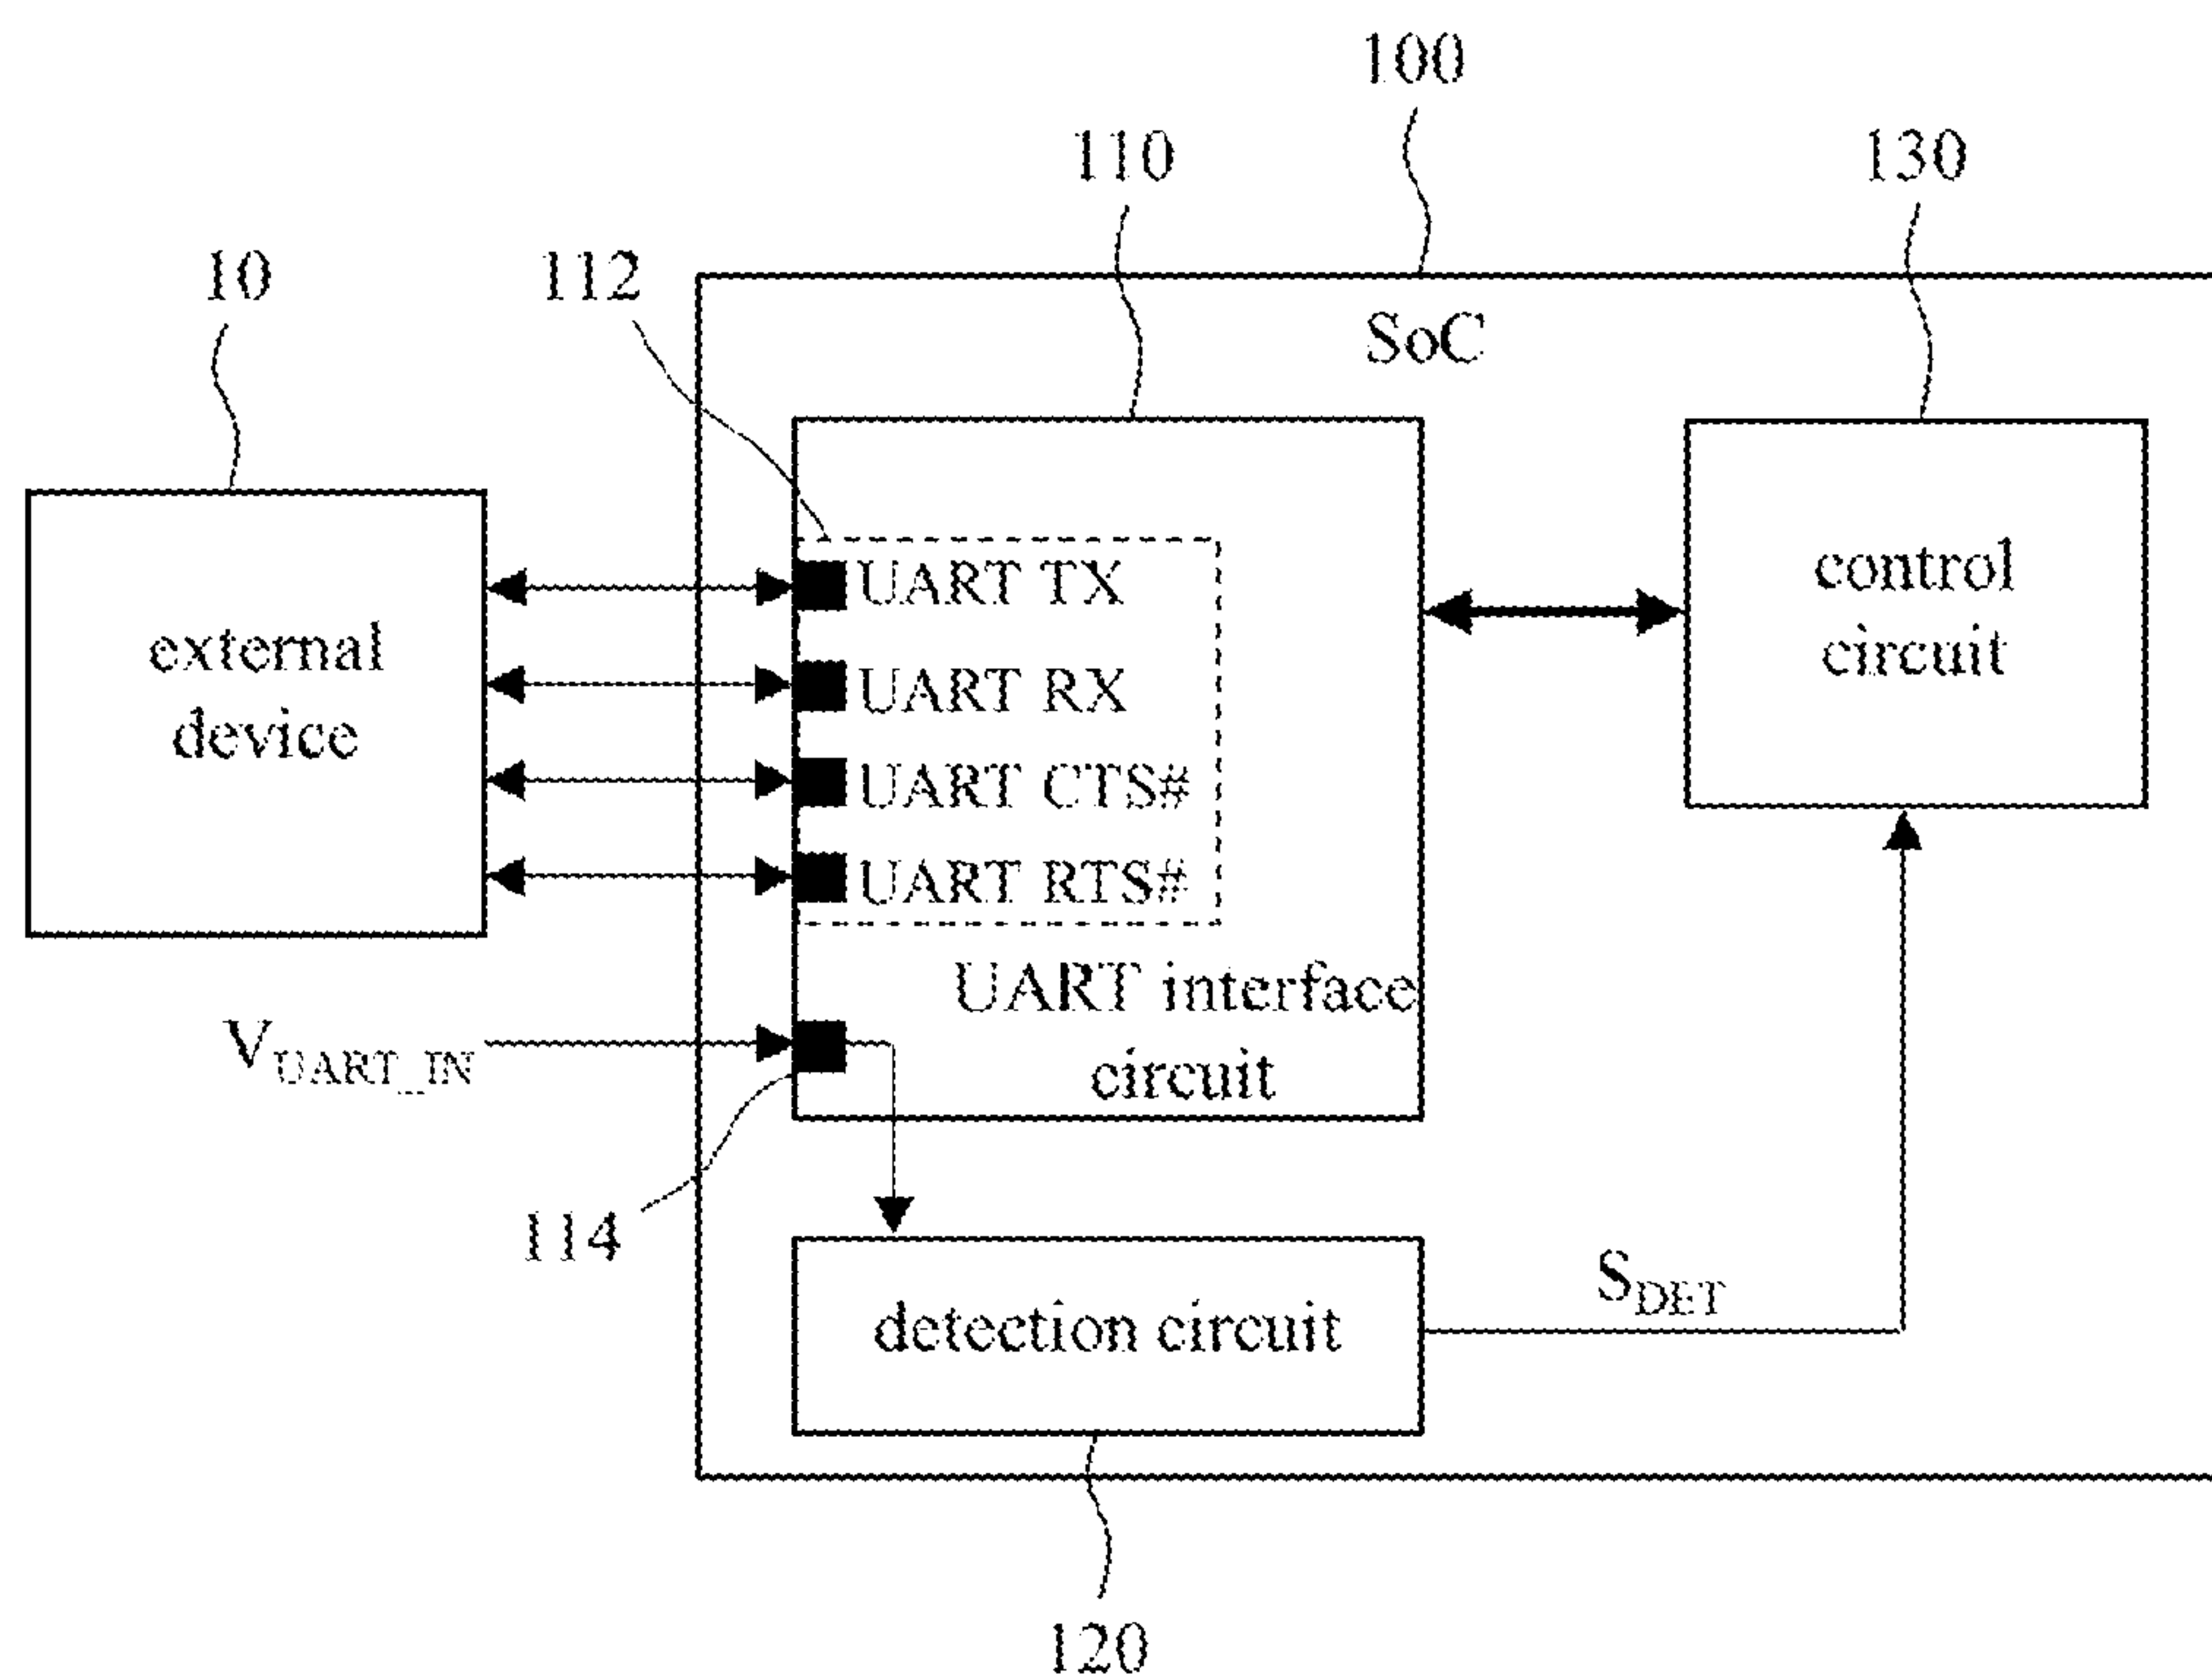 100
110
130
10
112
SoC
external
device
UART TX
UART RX
UART CTS#
UART RTS#
control
circuit
UART interface
circuit
VUART_IN
114
detection circuit
SDET
120